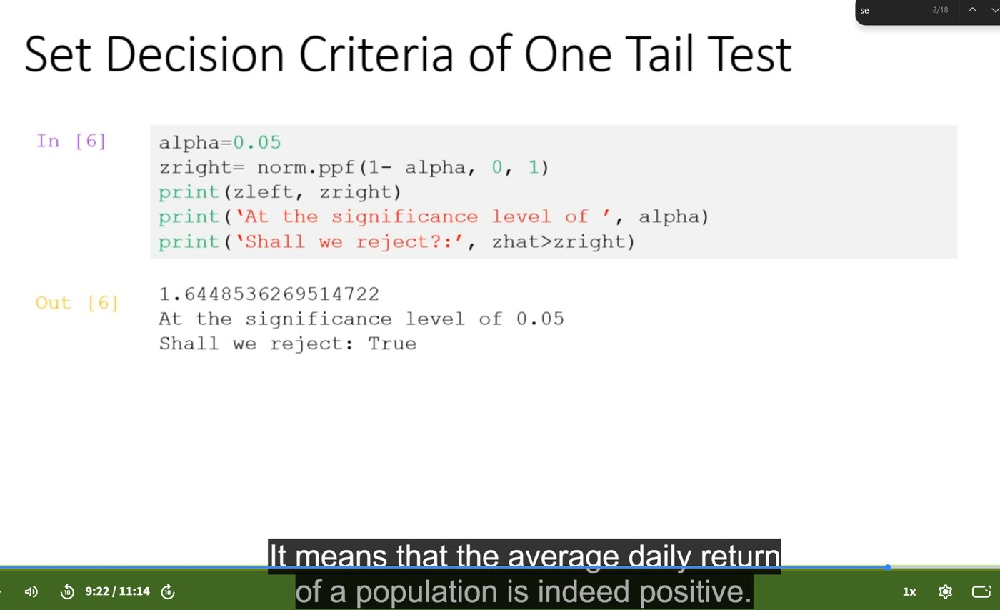 se 2/18
Set Decision Criteria of One Tail Test
In [6]
alpha=0.05
zright= norm.ppf(1- alpha, 0, 1)
print(zleft, zright)
print(‘At the significance level of ’, alpha)
print(‘Shall we reject?:’, zhat>zright)
Out [6]
1.6448536269514722
At the significance level of 0.05
Shall we reject: True
It means that the average daily return
of a population is indeed positive.
10 9:22 / 11:14 10 1x